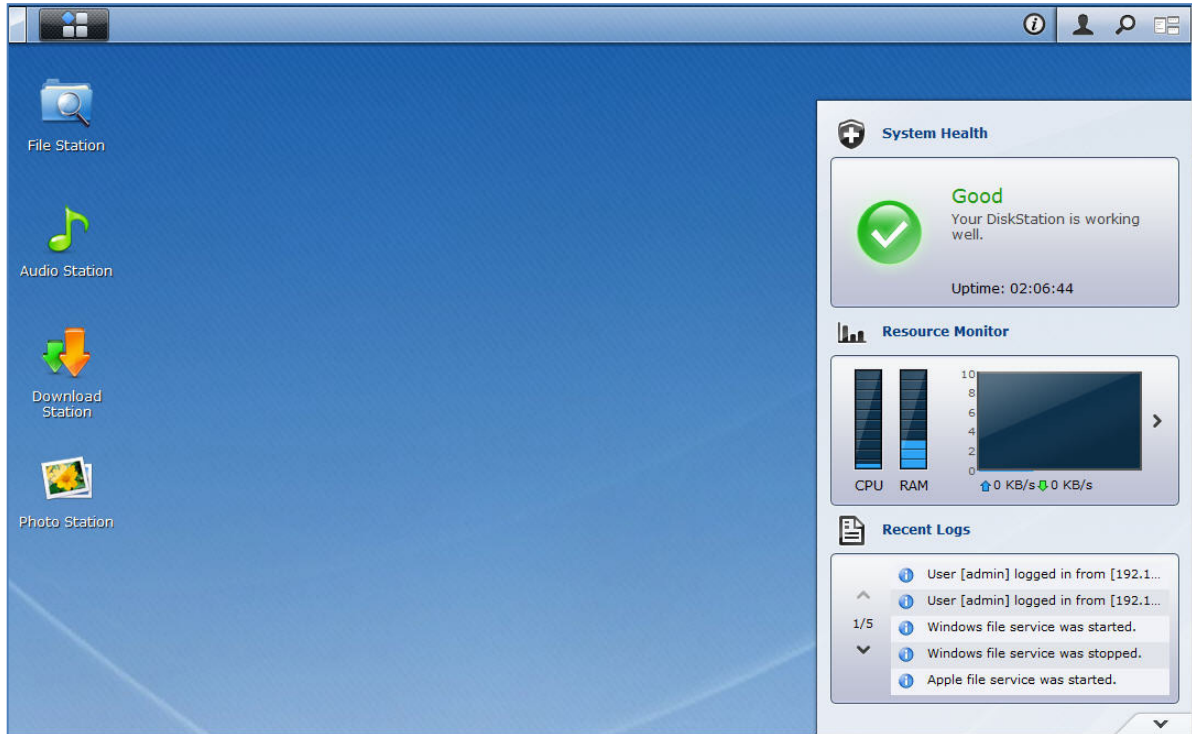 File Station
Audio Station
Download
Station
Photo Station
System Health
Good
Your DiskStation is working
well.
Uptime: 02:06:44
Resource Monitor
10
8
6
4
2
0
CPU RAM
0 KB/s 0 KB/s
Recent Logs
1/5
User [admin] logged in from [192.1...
User [admin] logged in from [192.1...
Windows file service was started.
Windows file service was stopped.
Apple file service was started.